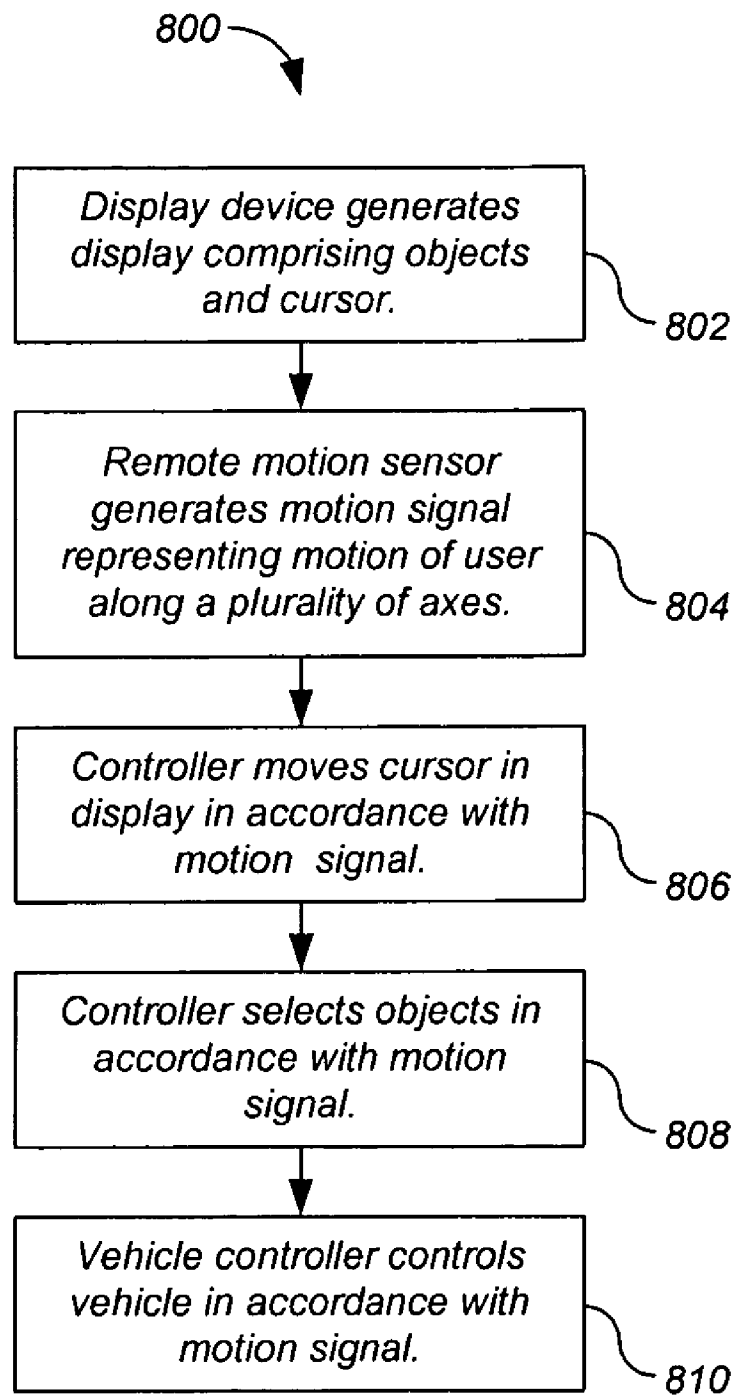 800
Display device generates
display comprising objects
and cursor.
802
Remote motion sensor
generates motion signal
representing motion of user
along a plurality of axes.
804
Controller moves cursor in
display in accordance with
motion signal.
806
Controller selects objects in
accordance with motion
signal.
808
Vehicle controller controls
vehicle in accordance with
motion signal.
810